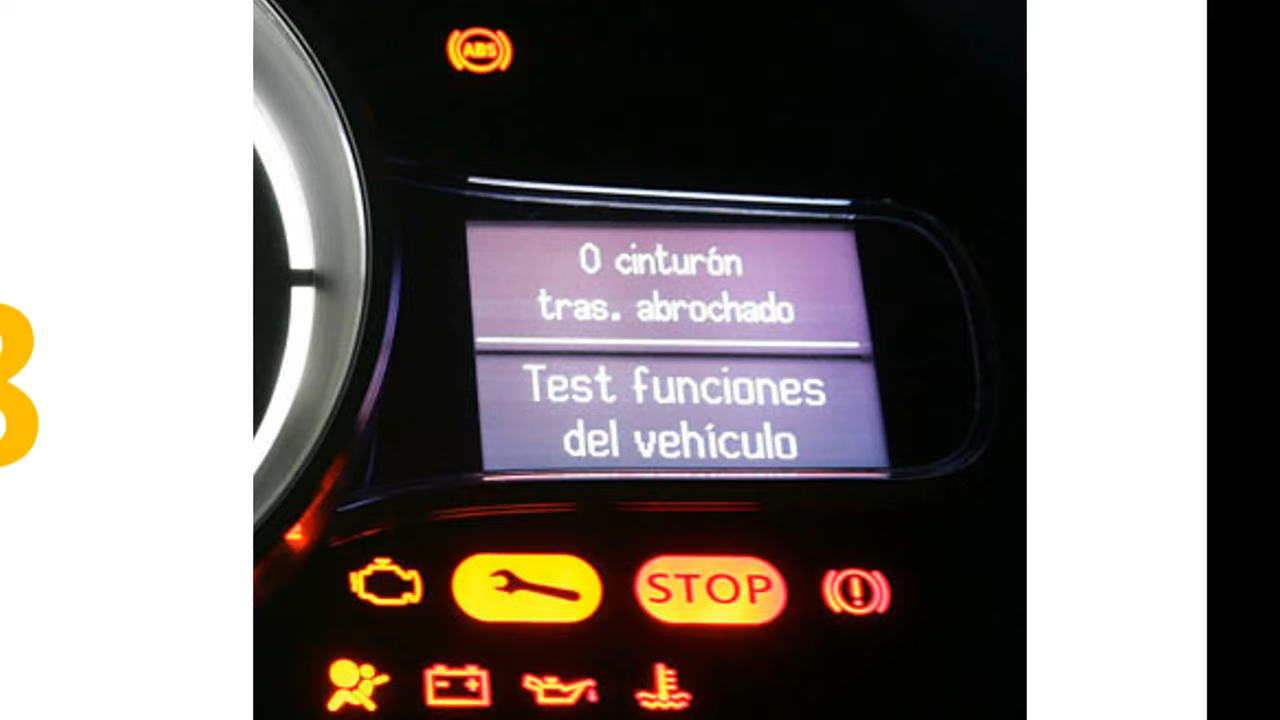 ABS
0 cinturón
tras. abrochado
Test funciones
del vehículo
STOP